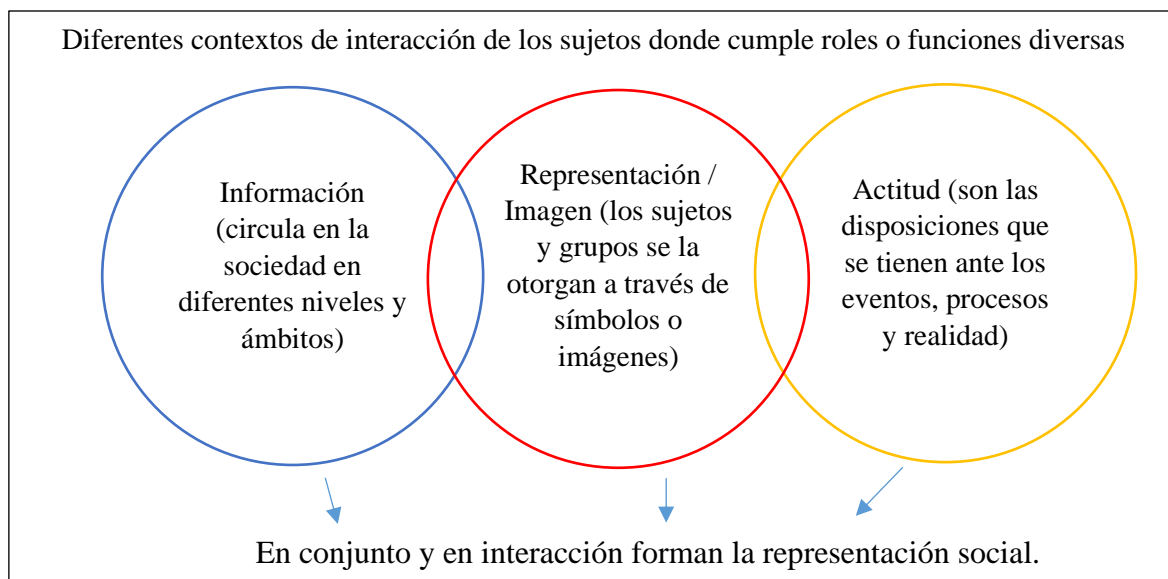 Diferentes contextos de interacción de los sujetos donde cumple roles o funciones diversas
Información
(circula en la
sociedad en
diferentes niveles y
ámbitos)
Representación /
Imagen (los sujetos
y grupos se la
otorgan a través de
símbolos o
imágenes)
Actitud (son las
disposiciones que
se tienen ante los
eventos, procesos
y realidad)
En conjunto y en interacción forman la representación social.